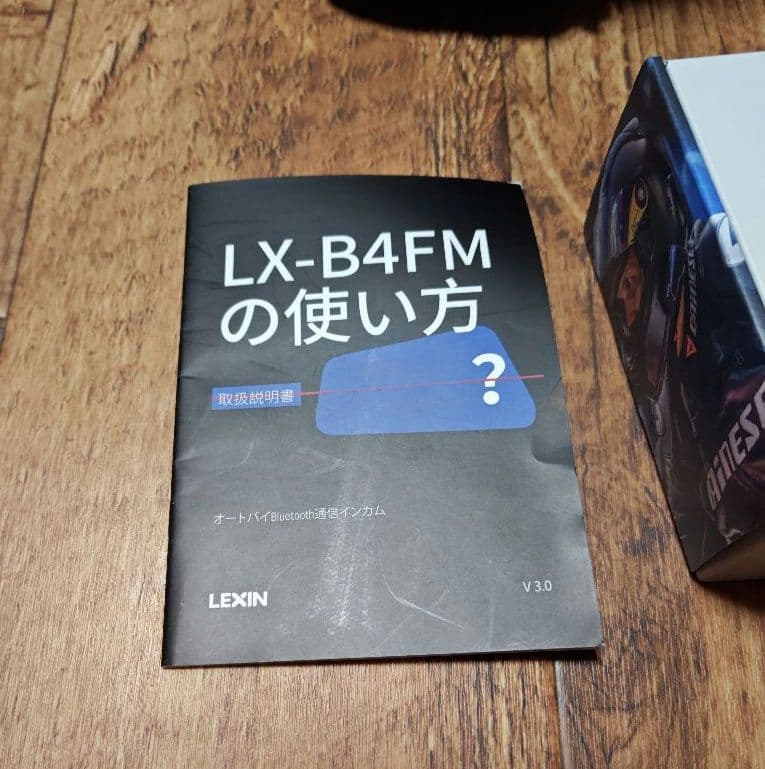 LX-B4FM
の使い方
?
取扱説明書
オートバイBluetooth通信インカム
LEXIN
V 3.0
DAINESE